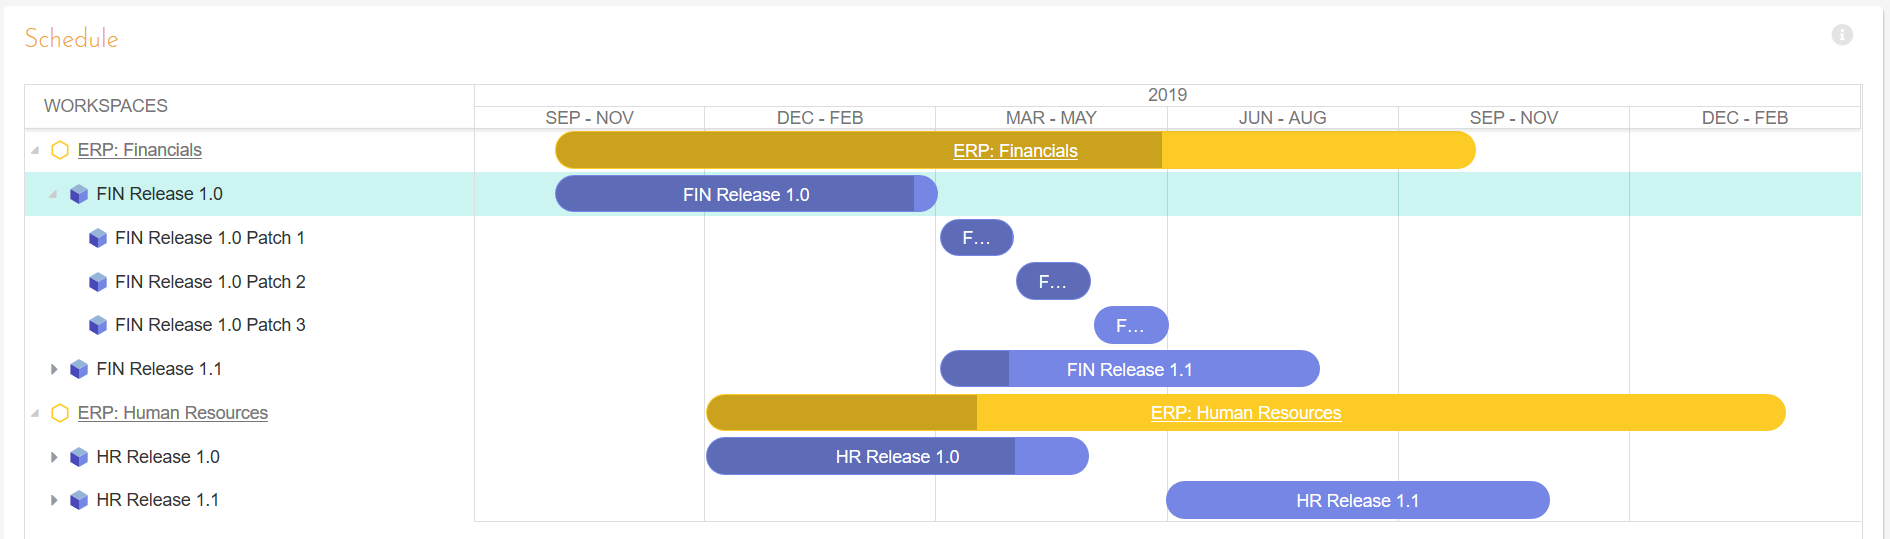 Schedule
WORKSPACES
2019
SEP - NOV DEC - FEB MAR - MAY JUN - AUG SEP - NOV DEC - FEB
ERP: Financials ERP: Financials
FIN Release 1.0 FIN Release 1.0
FIN Release 1.0 Patch 1 F...
FIN Release 1.0 Patch 2 F...
FIN Release 1.0 Patch 3 F...
FIN Release 1.1 FIN Release 1.1
ERP: Human Resources ERP: Human Resources
HR Release 1.0 HR Release 1.0
HR Release 1.1 HR Release 1.1